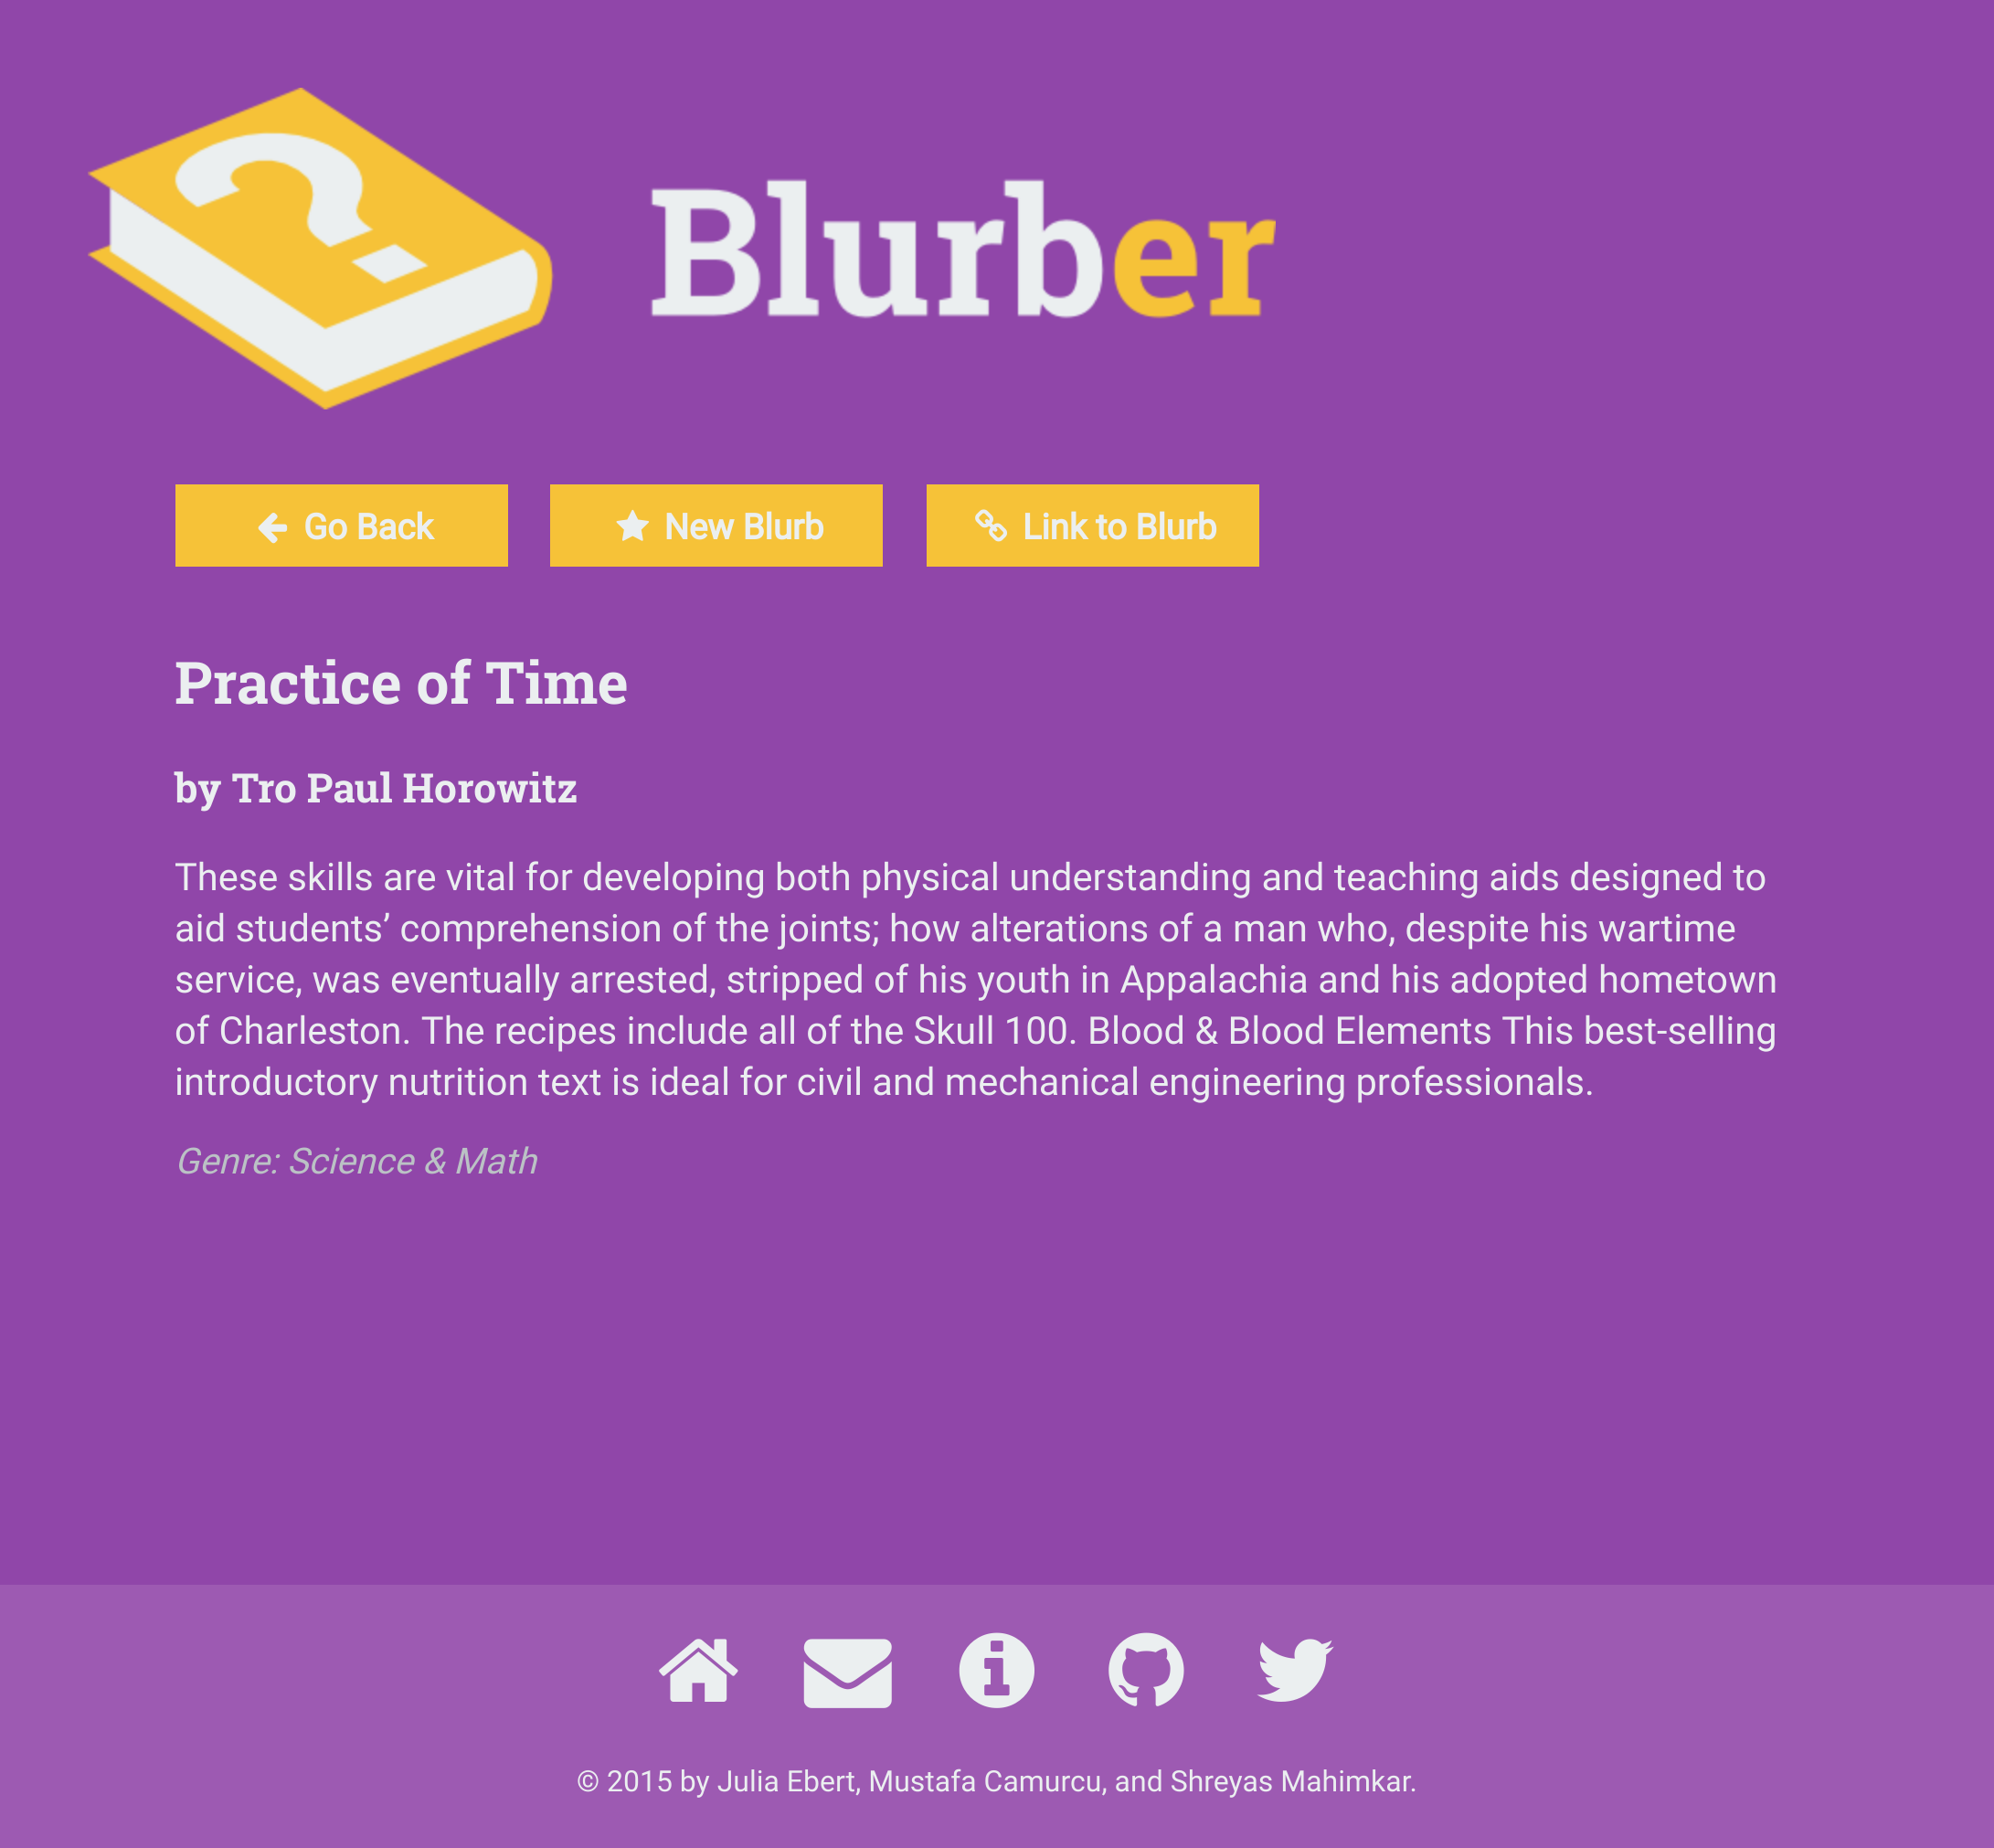 Blurber
Go Back
New Blurb
Link to Blurb
Practice of Time
by Tro Paul Horowitz
These skills are vital for developing both physical understanding and teaching aids designed to
aid students’ comprehension of the joints; how alterations of a man who, despite his wartime
service, was eventually arrested, stripped of his youth in Appalachia and his adopted hometown
of Charleston. The recipes include all of the Skull 100. Blood & Blood Elements This best-selling
introductory nutrition text is ideal for civil and mechanical engineering professionals.
Genre: Science & Math
© 2015 by Julia Ebert, Mustafa Camurcu, and Shreyas Mahimkar.